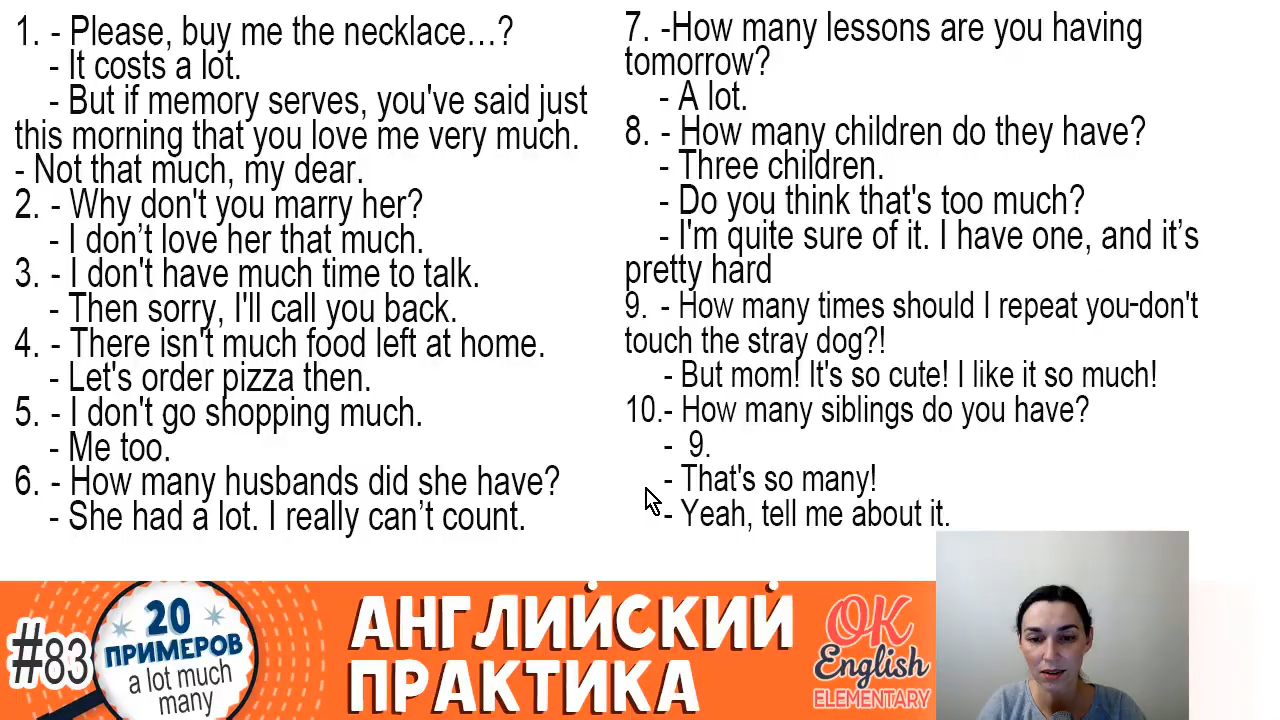 1. - Please, buy me the necklace…?
- It costs a lot.
- But if memory serves, you've said just
this morning that you love me very much.
- Not that much, my dear.
2. - Why don't you marry her?
- I don’t love her that much.
3. - I don't have much time to talk.
- Then sorry, I'll call you back.
4. - There isn't much food left at home.
- Let's order pizza then.
5. - I don't go shopping much.
- Me too.
6. - How many husbands did she have?
- She had a lot. I really can’t count.
7. -How many lessons are you having
tomorrow?
- A lot.
8. - How many children do they have?
- Three children.
- Do you think that's too much?
- I'm quite sure of it. I have one, and it’s
pretty hard
9. - How many times should I repeat you-don't
touch the stray dog?!
- But mom! It's so cute! I like it so much!
10.- How many siblings do you have?
- 9.
- That's so many!
- Yeah, tell me about it.
#83
20
ПРИМЕРОВ
a lot much
many
АНГЛИЙСКИЙ
ПРАКТИКА
OK
English
ELEMENTARY